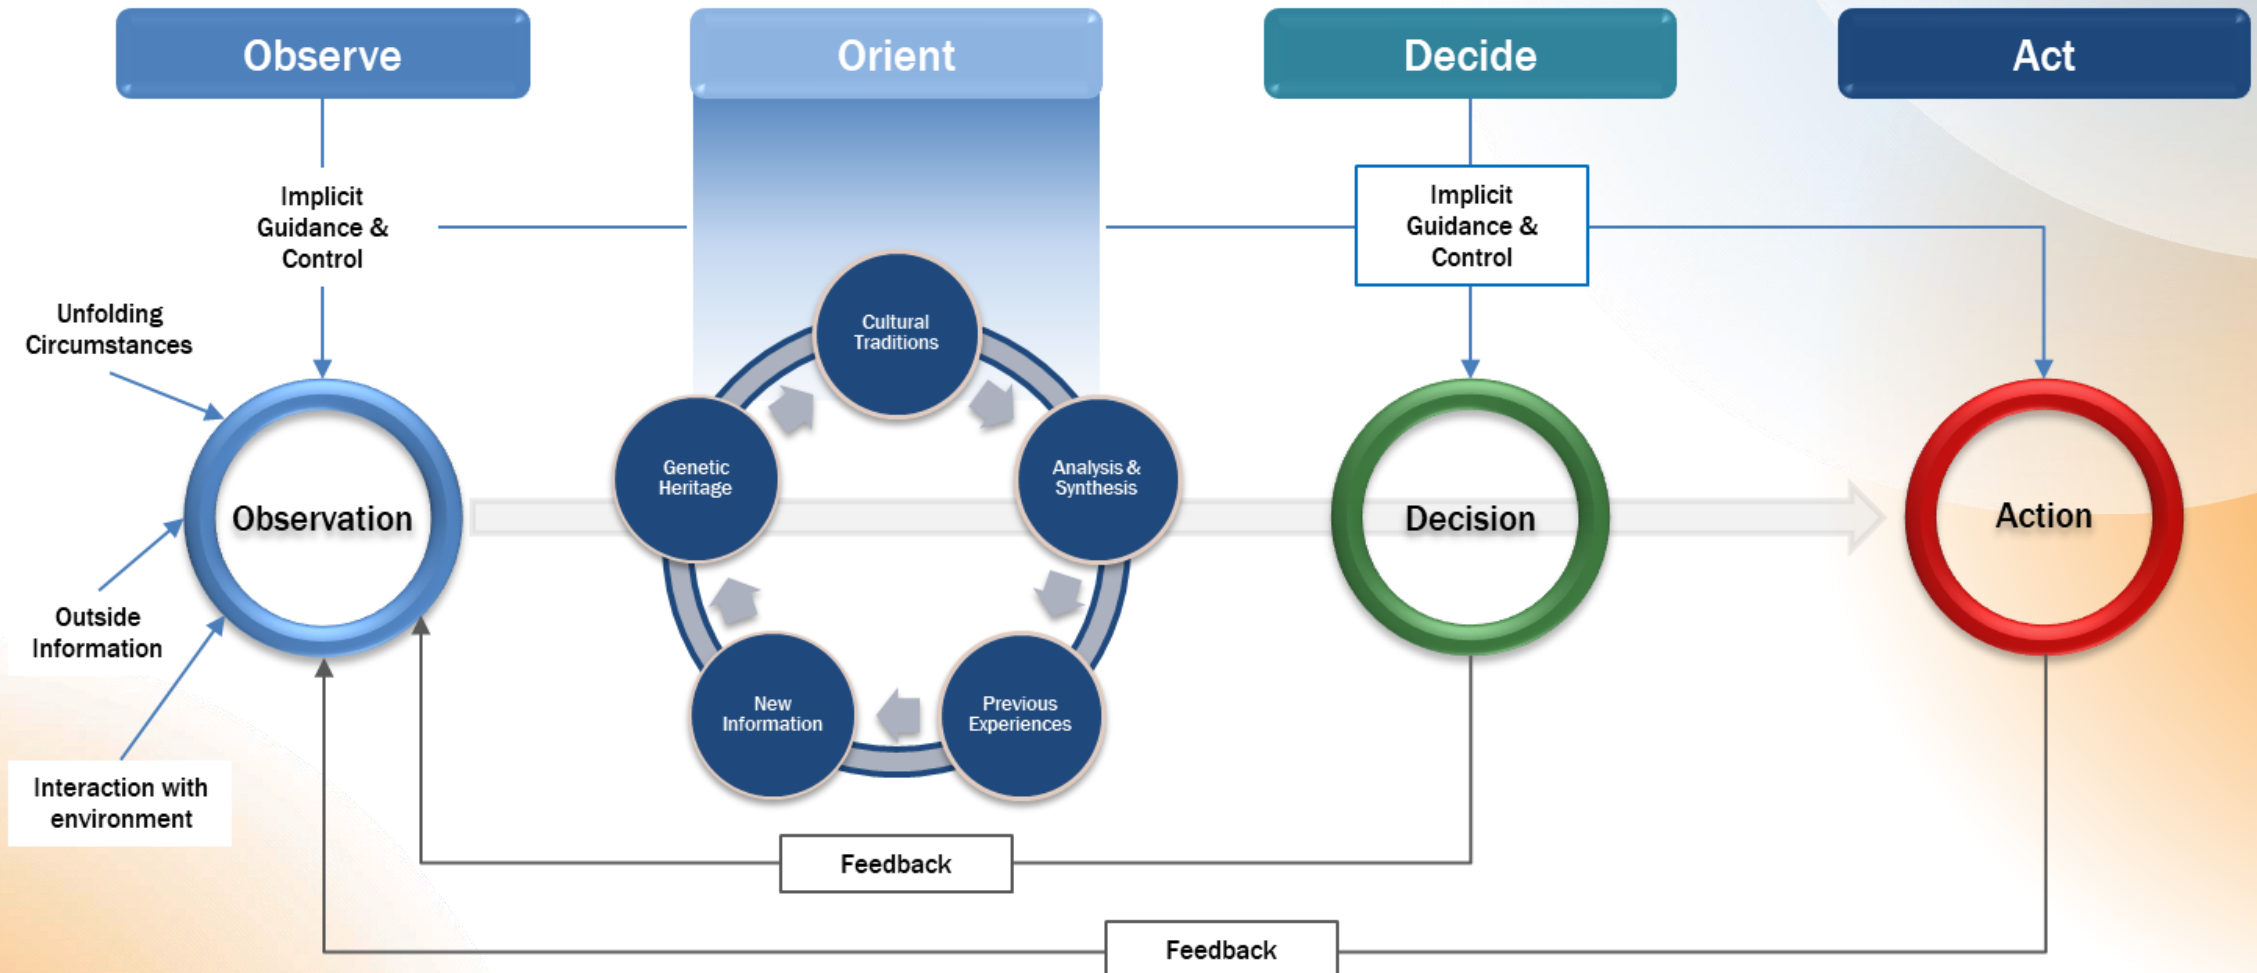 Observe
Orient
Decide
Act
Implicit
Guidance &
Control
Implicit
Guidance &
Control
Unfolding
Circumstances
Cultural
Traditions
Genetic
Heritage
Analysis &
Synthesis
Observation
Decision
Action
Outside
Information
New
Information
Previous
Experiences
Interaction with
environment
Feedback
Feedback